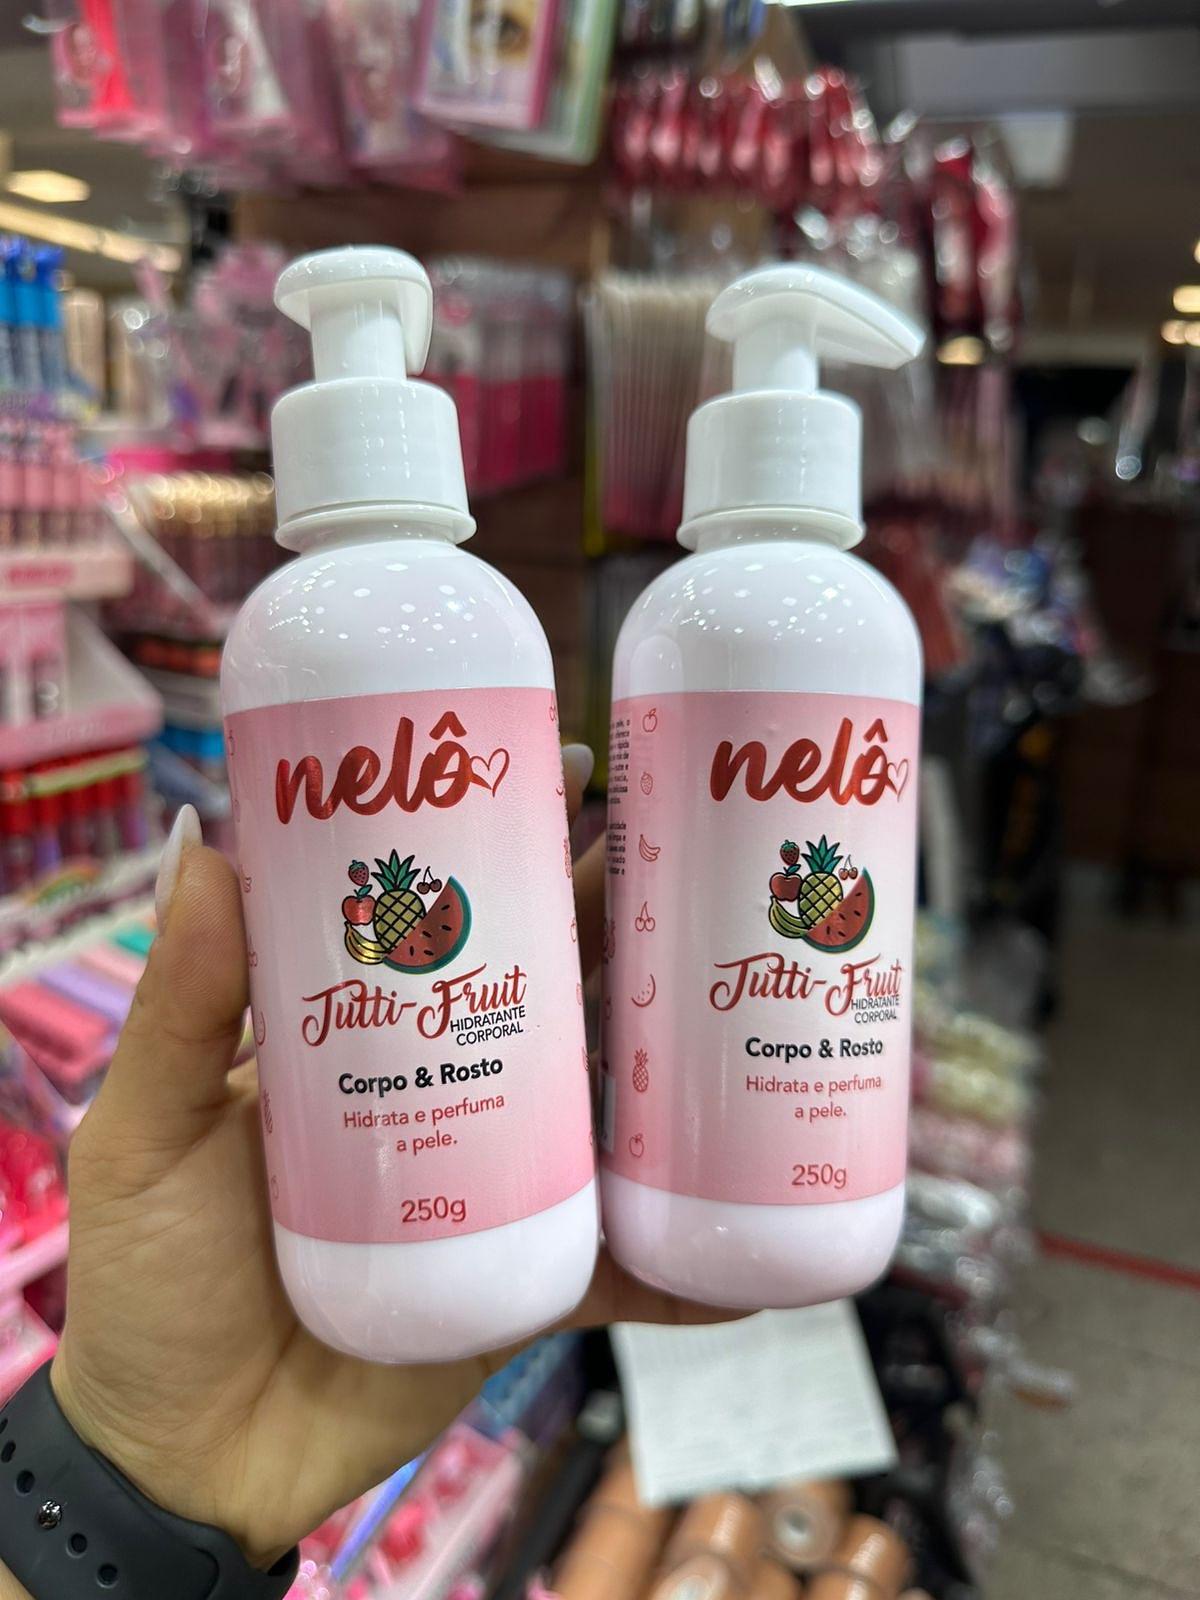 nelô
Tutti-Fruit
HIDRATANTE
CORPORAL
Corpo & Rosto
Hidrata e perfuma
a pele.
250g
nelô
Tutti-Fruit
HIDRATANTE
CORPORAL
Corpo & Rosto
Hidrata e perfuma
a pele.
250g